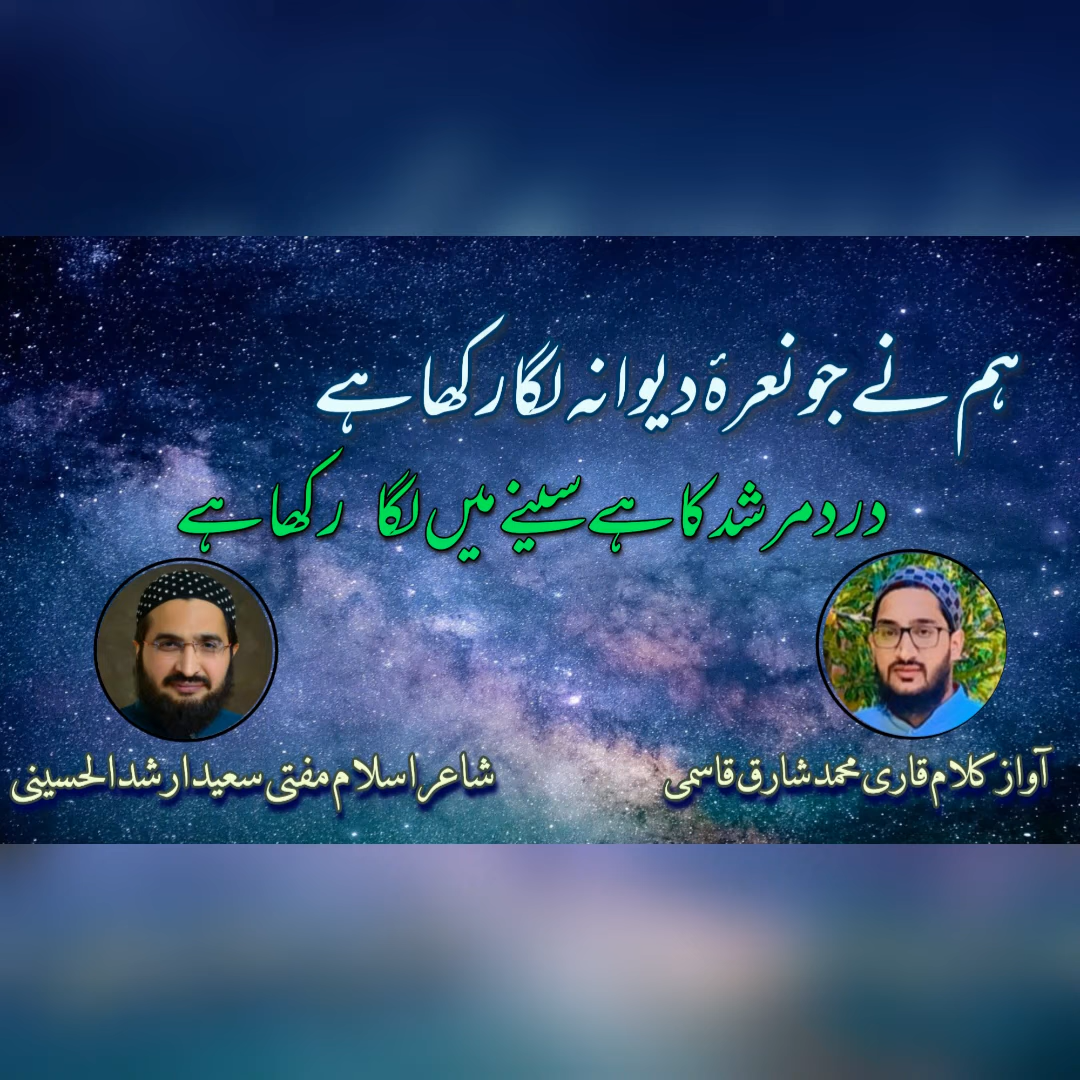 ہم نے جو نعرۂ دیوانہ لگا رکھا ہے
درد مرشد کا ہے سینے میں لگا رکھا ہے
آواز کلام قاری محمد شارق قاسمی
شاعر اسلام مفتی سعید ارشد الحسینی